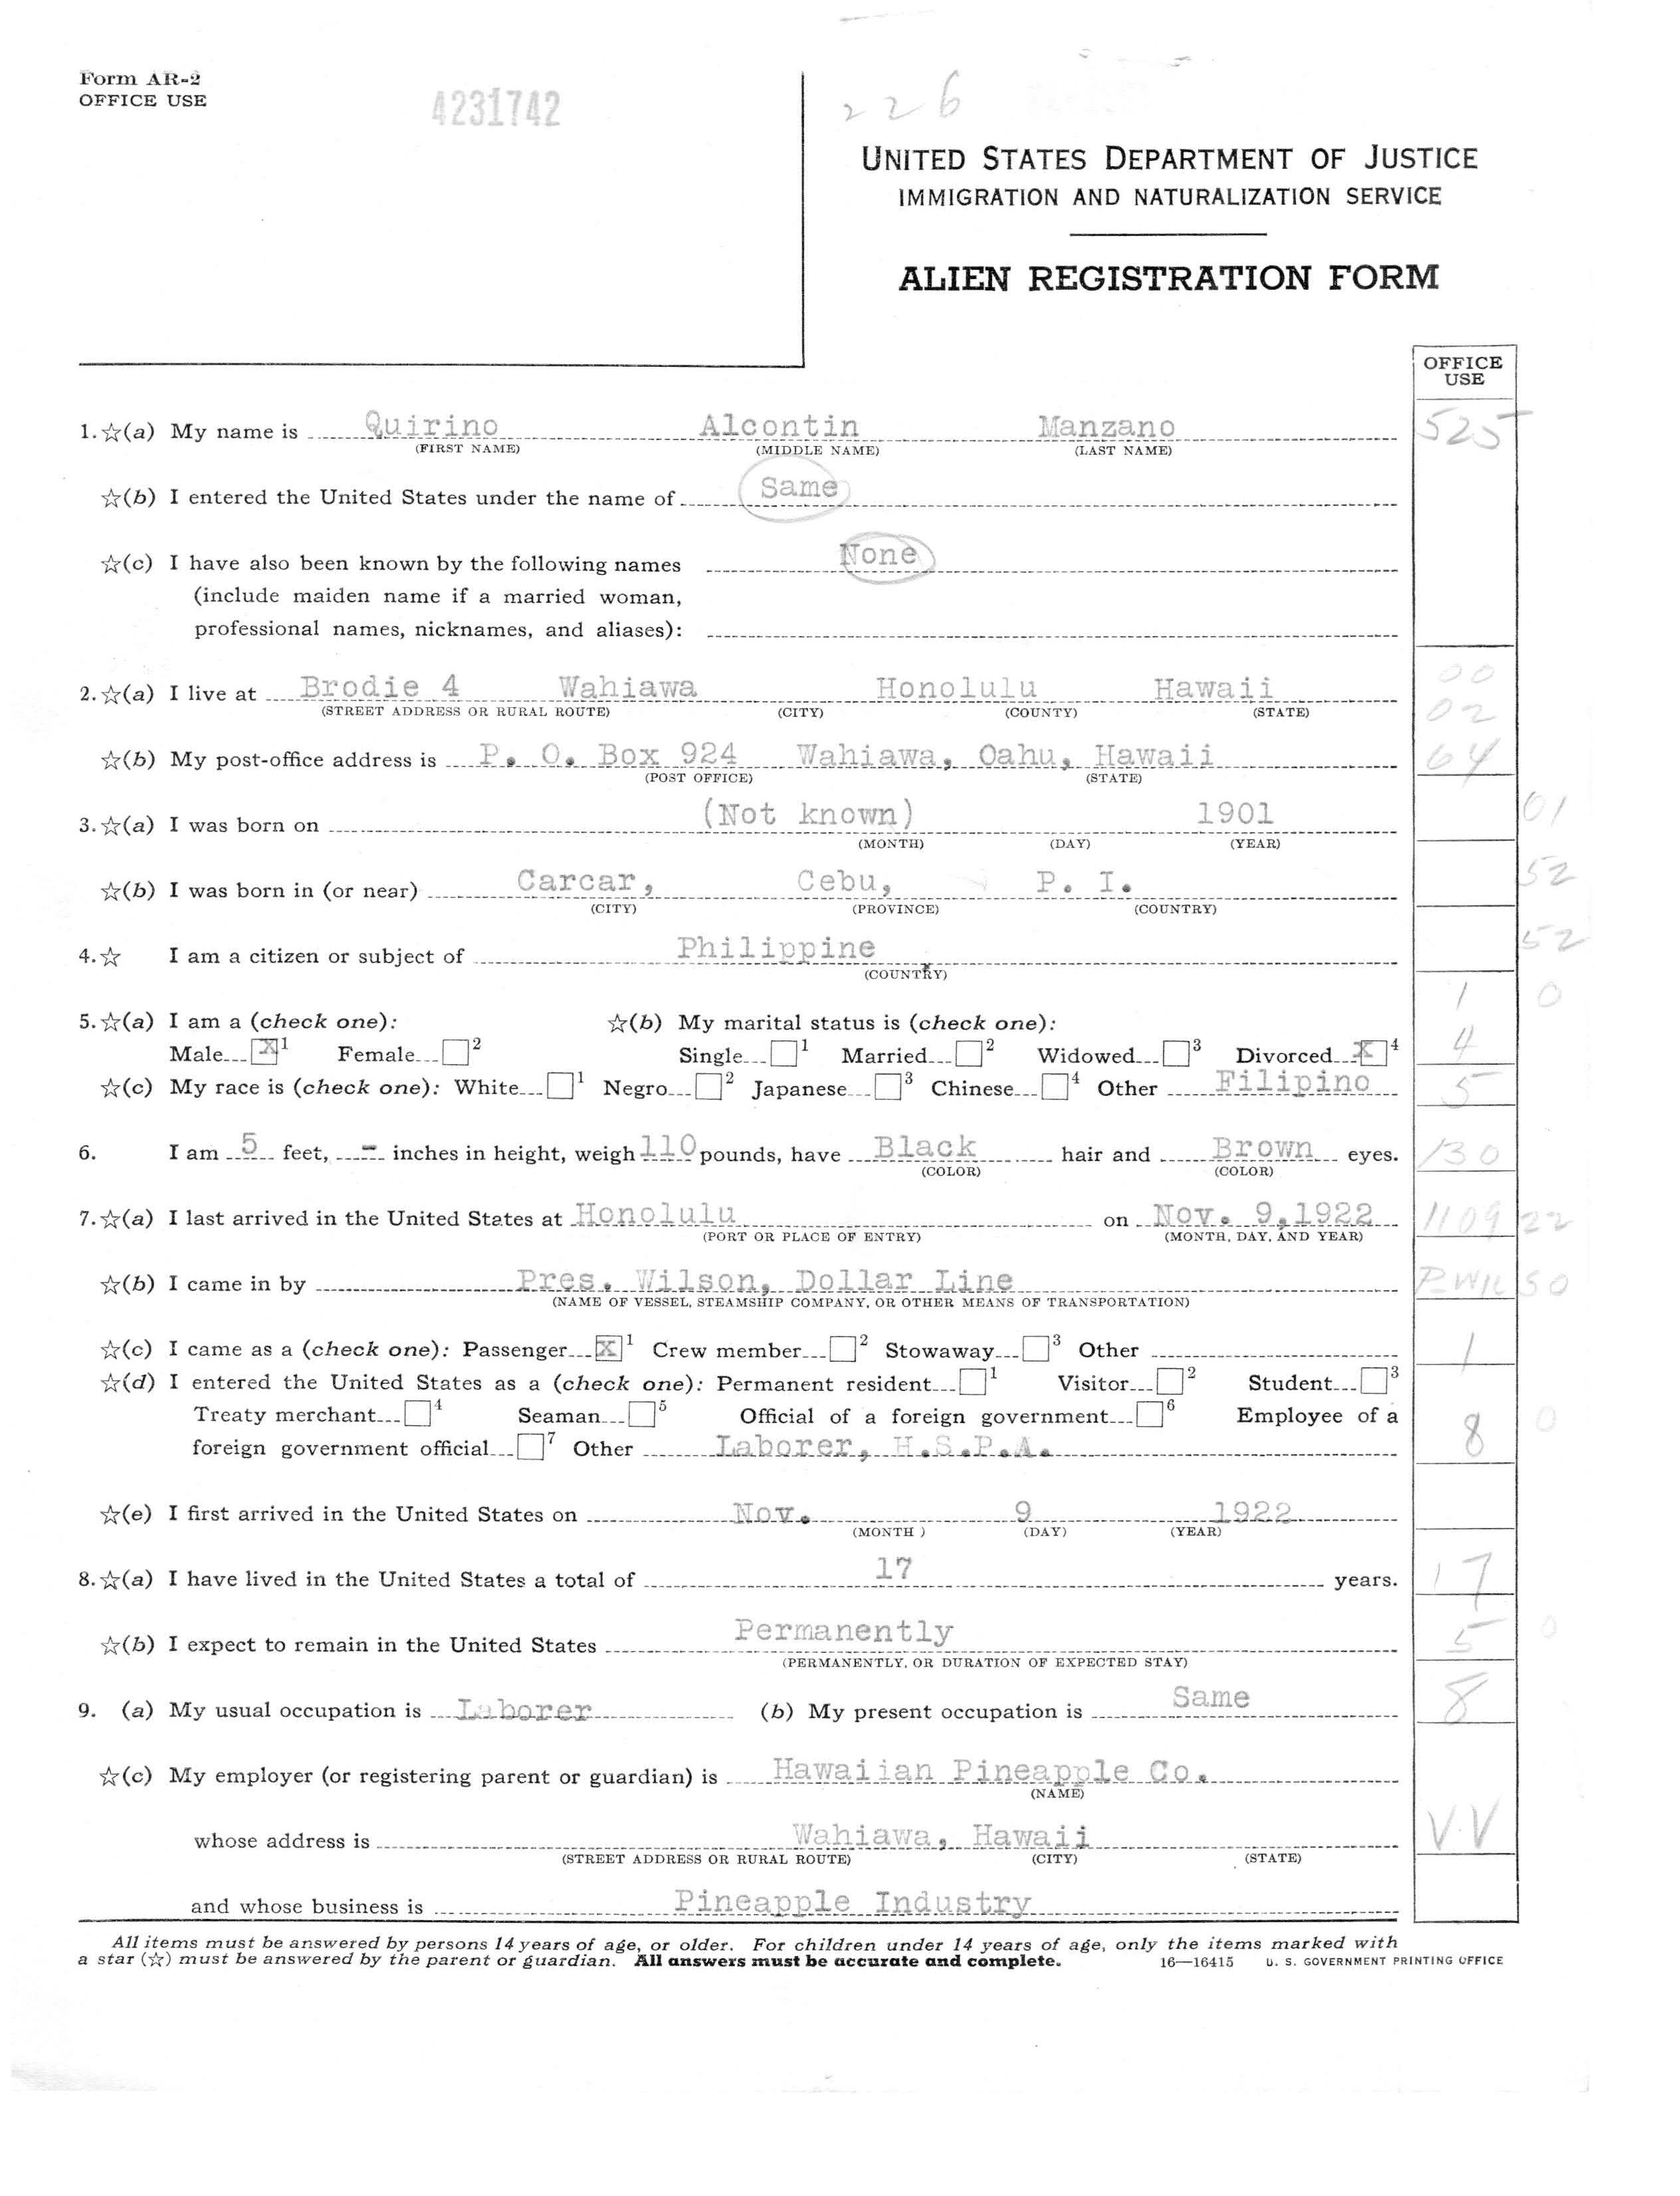 Form AR-2
OFFICE USE
4231742
226
UNITED STATES DEPARTMENT OF JUSTICE
IMMIGRATION AND NATURALIZATION SERVICE
ALIEN REGISTRATION FORM
OFFICE USE
1. ☆(a) My name is Quirino Alcontin Manzano 525
(FIRST NAME) (MIDDLE NAME) (LAST NAME)
☆(b) I entered the United States under the name of Same
☆(c) I have also been known by the following names None
(include maiden name if a married woman,
professional names, nicknames, and aliases):
00
2. ☆(a) I live at Brodie 4 Wahiawa Honolulu Hawaii
(STREET ADDRESS OR RURAL ROUTE) (CITY) (COUNTY) (STATE) 02
☆(b) My post-office address is P. O. Box 924 Wahiawa, Oahu, Hawaii 64
(POST OFFICE) (STATE)
3. ☆(a) I was born on (Not known) 1901 01
(MONTH) (DAY) (YEAR)
☆(b) I was born in (or near) Carcar, Cebu, P. I. 52
(CITY) (PROVINCE) (COUNTRY)
4. ☆ I am a citizen or subject of Philippine 52
(COUNTRY)
1 0
5. ☆(a) I am a (check one): ☆(b) My marital status is (check one):
Male X 1 Female 2 Single 1 Married 2 Widowed 3 Divorced X 4 4
☆(c) My race is (check one): White 1 Negro 2 Japanese 3 Chinese 4 Other Filipino 5
6. I am 5 feet, - inches in height, weigh 110 pounds, have Black hair and Brown eyes. 130
(COLOR) (COLOR)
7. ☆(a) I last arrived in the United States at Honolulu on Nov. 9,1922 110922
(PORT OR PLACE OF ENTRY) (MONTH, DAY, AND YEAR)
☆(b) I came in by Pres. Wilson, Dollar Line P-WILSO
(NAME OF VESSEL, STEAMSHIP COMPANY, OR OTHER MEANS OF TRANSPORTATION)
☆(c) I came as a (check one): Passenger X 1 Crew member 2 Stowaway 3 Other 1
☆(d) I entered the United States as a (check one): Permanent resident 1 Visitor 2 Student 3
Treaty merchant 4 Seaman 5 Official of a foreign government 6 Employee of a 8 0
foreign government official 7 Other Laborer, H.S.P.A.
☆(e) I first arrived in the United States on Nov. 9 1922
(MONTH) (DAY) (YEAR)
8. ☆(a) I have lived in the United States a total of 17 years. 17
☆(b) I expect to remain in the United States Permanently 5 0
(PERMANENTLY, OR DURATION OF EXPECTED STAY)
9. (a) My usual occupation is Laborer (b) My present occupation is Same 8
☆(c) My employer (or registering parent or guardian) is Hawaiian Pineapple Co.
(NAME)
whose address is Wahiawa, Hawaii VV
(STREET ADDRESS OR RURAL ROUTE) (CITY) (STATE)
and whose business is Pineapple Industry
All items must be answered by persons 14 years of age, or older. For children under 14 years of age, only the items marked with
a star (☆) must be answered by the parent or guardian. All answers must be accurate and complete. 16—16415 U. S. GOVERNMENT PRINTING OFFICE